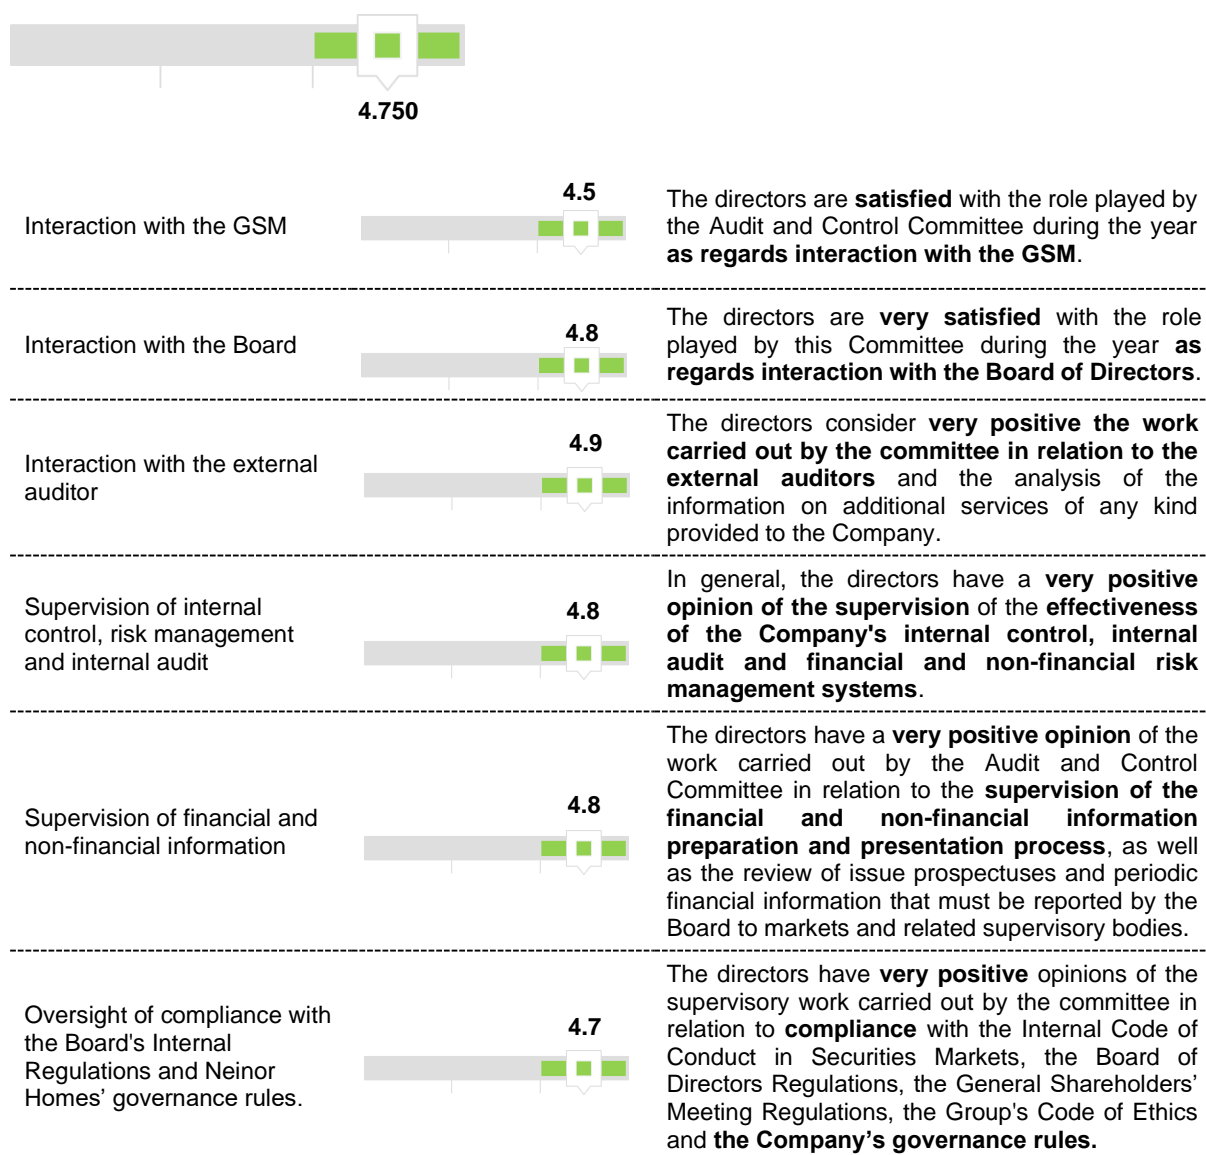 4.750
Interaction with the GSM
4.5
The directors are satisfied with the role played by
the Audit and Control Committee during the year
as regards interaction with the GSM.
Interaction with the Board
4.8
The directors are very satisfied with the role
played by this Committee during the year as
regards interaction with the Board of Directors.
Interaction with the external
auditor
4.9
The directors consider very positive the work
carried out by the committee in relation to the
external auditors and the analysis of the
information on additional services of any kind
provided to the Company.
Supervision of internal
control, risk management
and internal audit
4.8
In general, the directors have a very positive
opinion of the supervision of the effectiveness
of the Company's internal control, internal
audit and financial and non-financial risk
management systems.
Supervision of financial and
non-financial information
4.8
The directors have a very positive opinion of the
work carried out by the Audit and Control
Committee in relation to the supervision of the
financial and non-financial information
preparation and presentation process, as well
as the review of issue prospectuses and periodic
financial information that must be reported by the
Board to markets and related supervisory bodies.
Oversight of compliance with
the Board's Internal
Regulations and Neinor
Homes’ governance rules.
4.7
The directors have very positive opinions of the
supervisory work carried out by the committee in
relation to compliance with the Internal Code of
Conduct in Securities Markets, the Board of
Directors Regulations, the General Shareholders’
Meeting Regulations, the Group's Code of Ethics
and the Company’s governance rules.